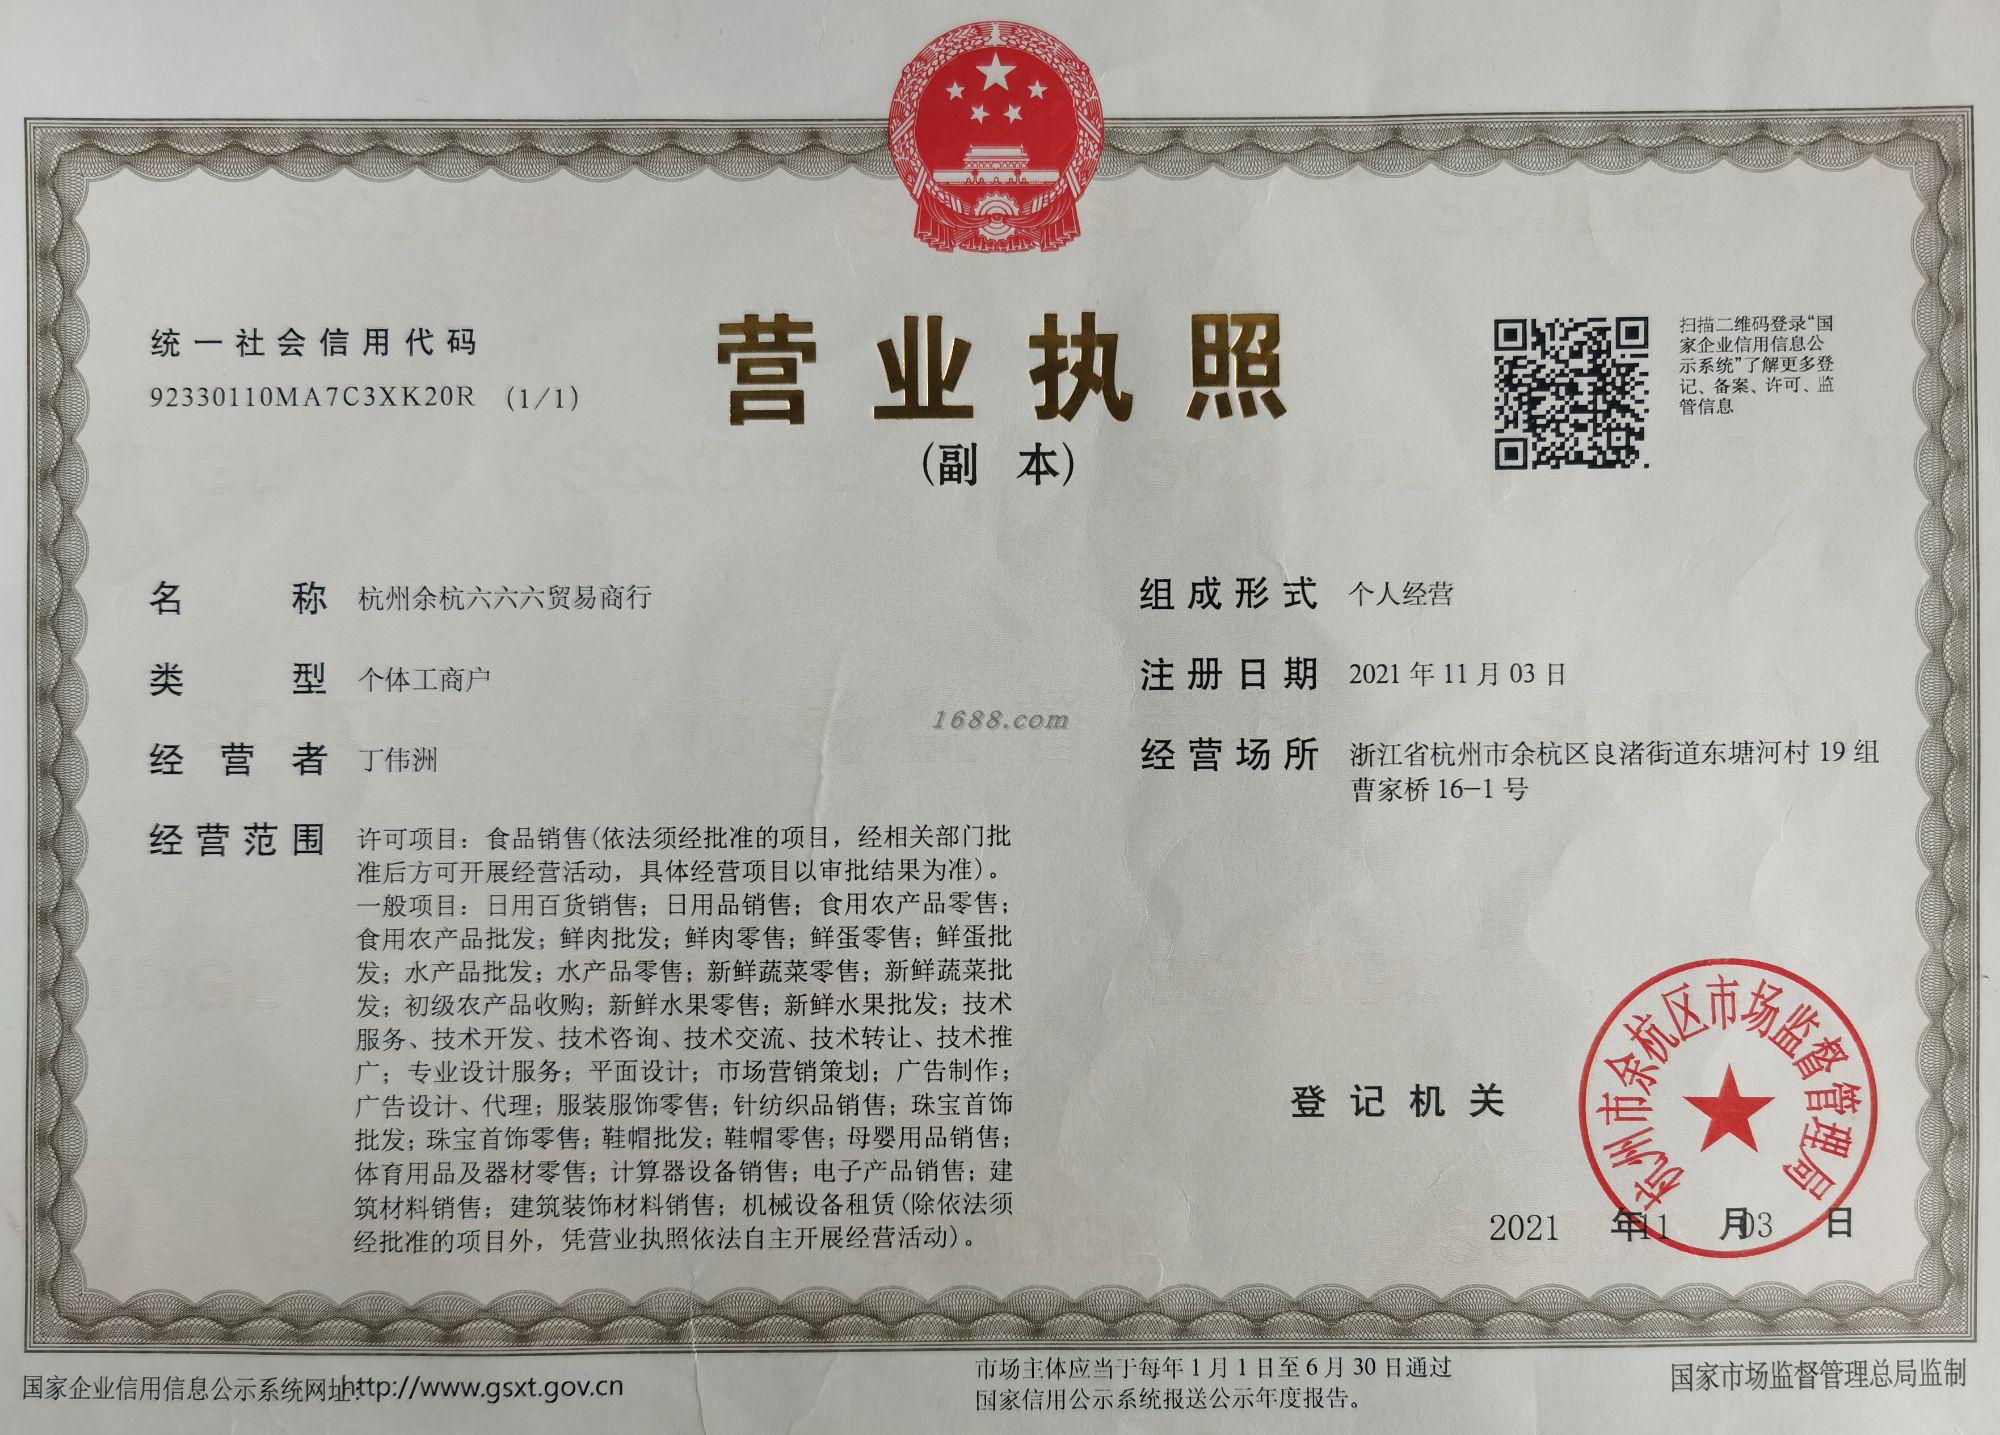 统一社会信用代码
92330110MA7C3XK20R (1/1)
营业执照
(副 本)
扫描二维码登录“国
家企业信用信息公
示系统”了解更多登
记、备案、许可、监
管信息
名称 杭州余杭六六六贸易商行
类型 个体工商户
经营者 丁伟洲
经营范围 许可项目：食品销售(依法须经批准的项目，经相关部门批
准后方可开展经营活动，具体经营项目以审批结果为准)。
一般项目：日用百货销售；日用品销售；食用农产品零售；
食用农产品批发；鲜肉批发；鲜肉零售；鲜蛋零售；鲜蛋批
发；水产品批发；水产品零售；新鲜蔬菜零售；新鲜蔬菜批
发；初级农产品收购；新鲜水果零售；新鲜水果批发；技术
服务、技术开发、技术咨询、技术交流、技术转让、技术推
广；专业设计服务；平面设计；市场营销策划；广告制作；
广告设计、代理；服装服饰零售；针纺织品销售；珠宝首饰
批发；珠宝首饰零售；鞋帽批发；鞋帽零售；母婴用品销售；
体育用品及器材零售；计算器设备销售；电子产品销售；建
筑材料销售；建筑装饰材料销售；机械设备租赁(除依法须
经批准的项目外，凭营业执照依法自主开展经营活动)。
组成形式 个人经营
注册日期 2021 年 11 月 03 日
经营场所 浙江省杭州市余杭区良渚街道东塘河村 19 组
曹家桥 16-1 号
1688.com
登记机关
杭州市余杭区市场监督管理局
2021 年 11 月 03 日
国家企业信用信息公示系统网址:http://www.gsxt.gov.cn
市场主体应当于每年 1 月 1 日至 6 月 30 日通过
国家信用公示系统报送公示年度报告。
国家市场监督管理总局监制